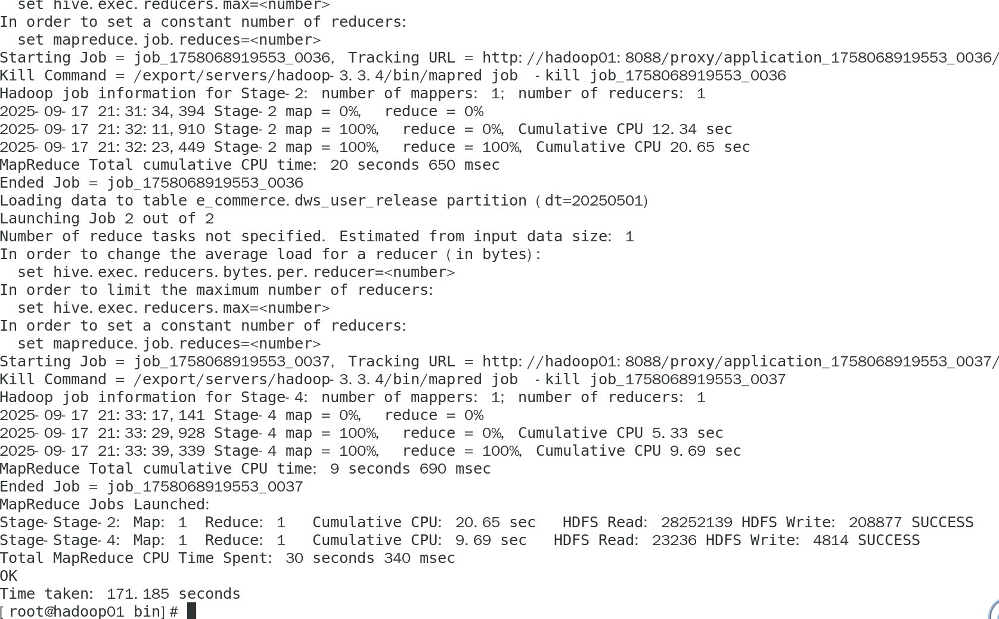 set hive.exec.reducers.max=<number>
In order to set a constant number of reducers:
  set mapreduce.job.reduces=<number>
Starting Job = job_1758068919553_0036, Tracking URL = http://hadoop01:8088/proxy/application_1758068919553_0036/
Kill Command = /export/servers/hadoop-3.3.4/bin/mapred job  -kill job_1758068919553_0036
Hadoop job information for Stage-2: number of mappers: 1; number of reducers: 1
2025-09-17 21:31:34,394 Stage-2 map = 0%,  reduce = 0%
2025-09-17 21:32:11,910 Stage-2 map = 100%,  reduce = 0%, Cumulative CPU 12.34 sec
2025-09-17 21:32:23,449 Stage-2 map = 100%,  reduce = 100%, Cumulative CPU 20.65 sec
MapReduce Total cumulative CPU time: 20 seconds 650 msec
Ended Job = job_1758068919553_0036
Loading data to table e_commerce.dws_user_release partition (dt=20250501)
Launching Job 2 out of 2
Number of reduce tasks not specified. Estimated from input data size: 1
In order to change the average load for a reducer (in bytes):
  set hive.exec.reducers.bytes.per.reducer=<number>
In order to limit the maximum number of reducers:
  set hive.exec.reducers.max=<number>
In order to set a constant number of reducers:
  set mapreduce.job.reduces=<number>
Starting Job = job_1758068919553_0037, Tracking URL = http://hadoop01:8088/proxy/application_1758068919553_0037/
Kill Command = /export/servers/hadoop-3.3.4/bin/mapred job  -kill job_1758068919553_0037
Hadoop job information for Stage-4: number of mappers: 1; number of reducers: 1
2025-09-17 21:33:17,141 Stage-4 map = 0%,  reduce = 0%
2025-09-17 21:33:29,928 Stage-4 map = 100%,  reduce = 0%, Cumulative CPU 5.33 sec
2025-09-17 21:33:39,339 Stage-4 map = 100%,  reduce = 100%, Cumulative CPU 9.69 sec
MapReduce Total cumulative CPU time: 9 seconds 690 msec
Ended Job = job_1758068919553_0037
MapReduce Jobs Launched:
Stage-Stage-2: Map: 1  Reduce: 1   Cumulative CPU: 20.65 sec   HDFS Read: 28252139 HDFS Write: 208877 SUCCESS
Stage-Stage-4: Map: 1  Reduce: 1   Cumulative CPU: 9.69 sec   HDFS Read: 23236 HDFS Write: 4814 SUCCESS
Total MapReduce CPU Time Spent: 30 seconds 340 msec
OK
Time taken: 171.185 seconds
[root@hadoop01 bin]#